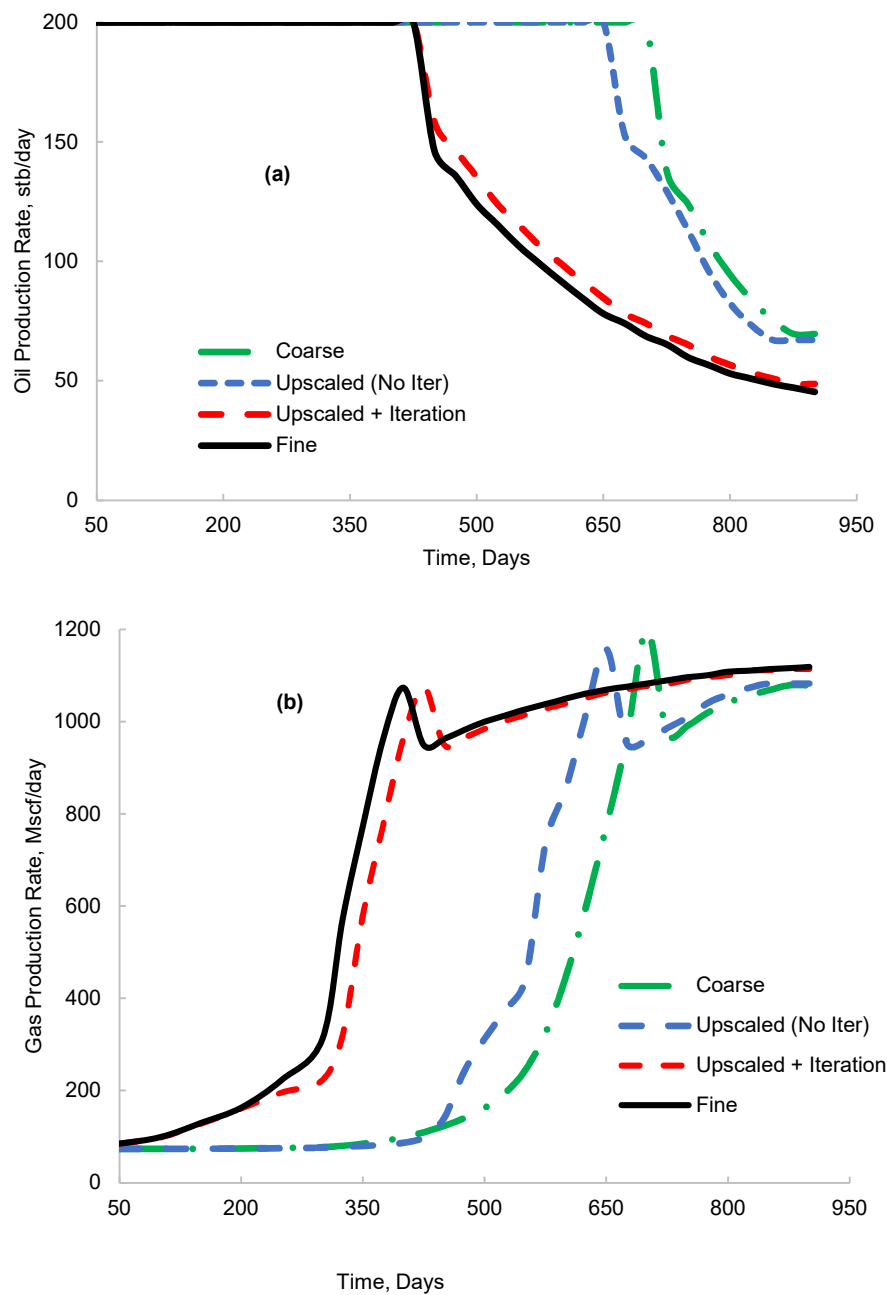 200
150
100
50
0
Oil Production Rate, stb/day
(a)
Coarse
Upscaled (No Iter)
Upscaled + Iteration
Fine
50 200 350 500 650 800 950
Time, Days
1200
1000
800
600
400
200
0
Gas Production Rate, Mscf/day
(b)
Coarse
Upscaled (No Iter)
Upscaled + Iteration
Fine
50 200 350 500 650 800 950
Time, Days